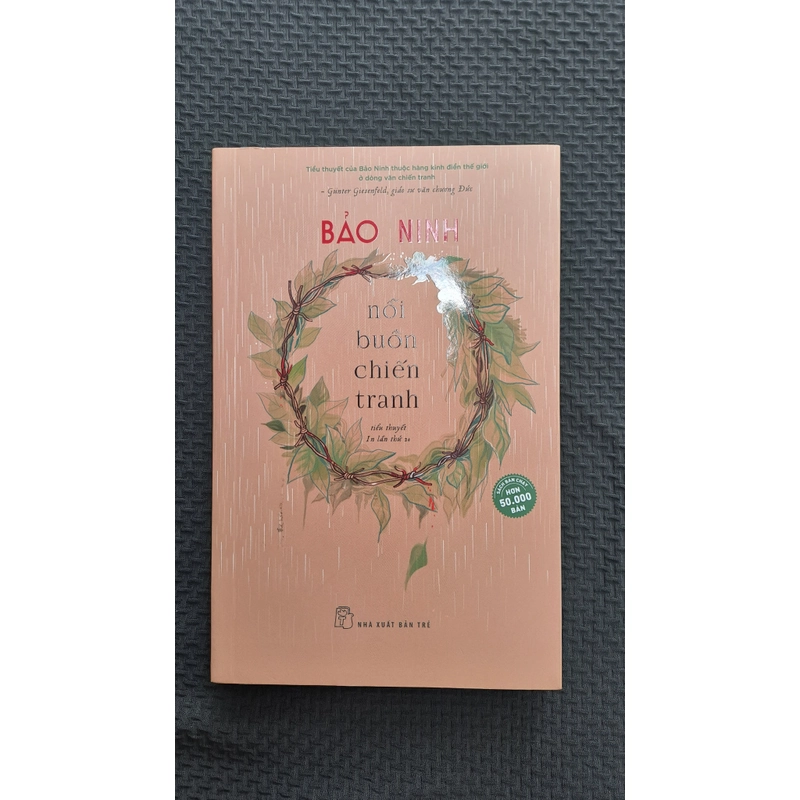 Tiểu thuyết của Bảo Ninh thuộc hàng kinh điển thế giới
ở dòng văn chiến tranh
- Günter Giesenfeld, giáo sư văn chương Đức
BẢO NINH
nỗi
buồn
chiến
tranh
tiểu thuyết
In lần thứ 20
SÁCH BÁN CHẠY
HƠN
50.000
BẢN
NHÀ XUẤT BẢN TRẺ